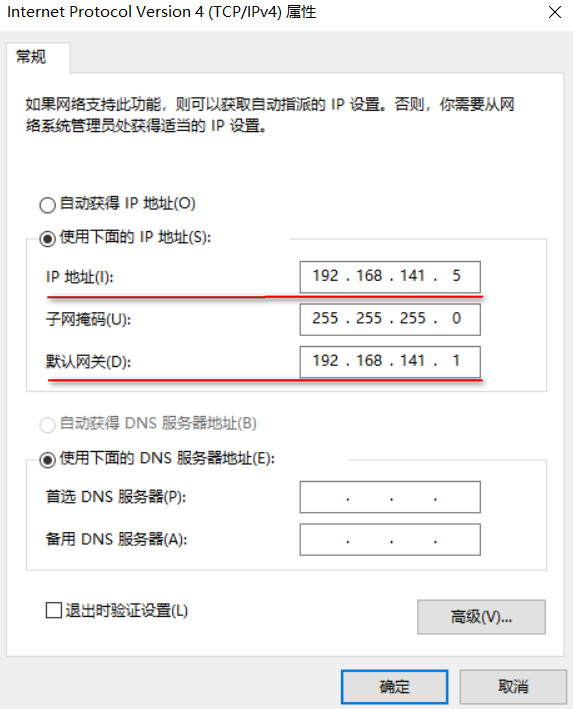 Internet Protocol Version 4 (TCP/IPv4) 属性
常规
如果网络支持此功能，则可以获取自动指派的 IP 设置。否则，你需要从网
络系统管理员处获得适当的 IP 设置。
自动获得 IP 地址(O)
使用下面的 IP 地址(S):
IP 地址(I): 192 . 168 . 141 . 5
子网掩码(U): 255 . 255 . 255 . 0
默认网关(D): 192 . 168 . 141 . 1
自动获得 DNS 服务器地址(B)
使用下面的 DNS 服务器地址(E):
首选 DNS 服务器(P): . . .
备用 DNS 服务器(A): . . .
退出时验证设置(L)
高级(V)...
确定 取消